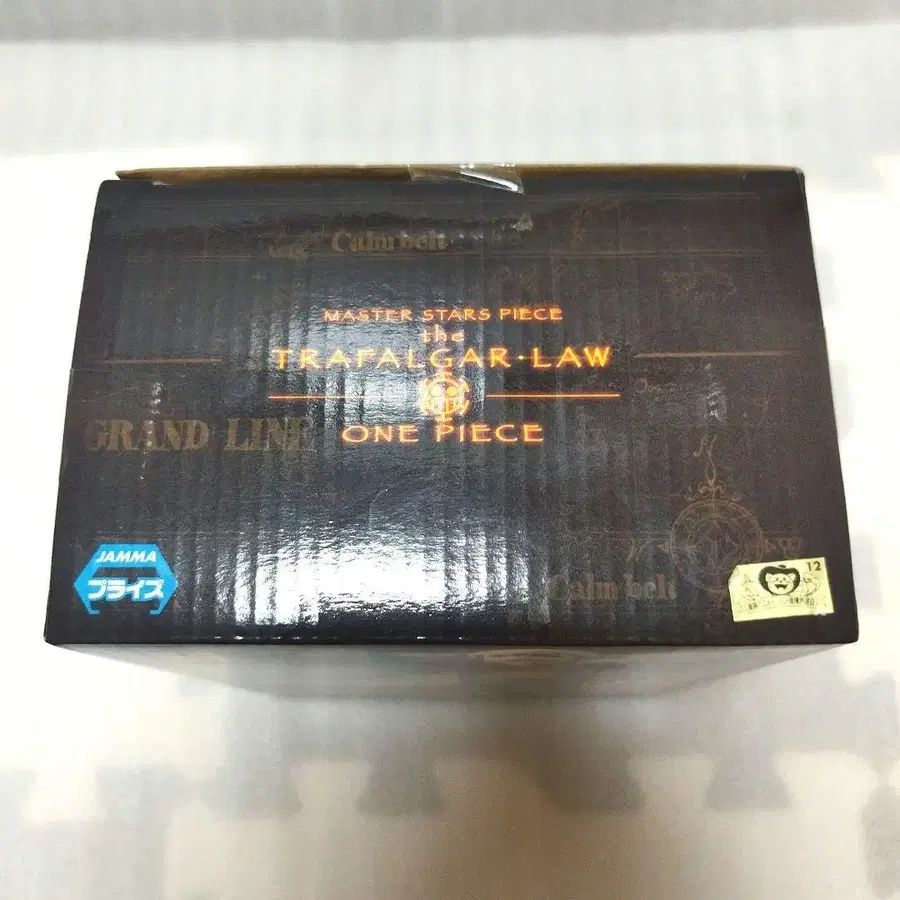 Calm belt
MASTER STARS PIECE
the
TRAFALGAR・LAW
ONE PIECE
GRAND LINE
N
JAMMA
プライズ
Calm belt
12